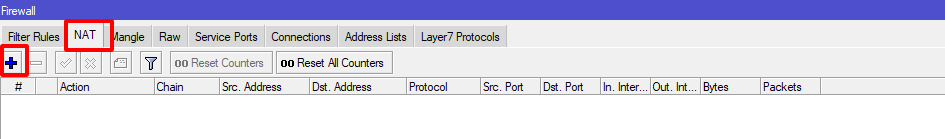 Firewall
Filter Rules NAT Mangle Raw Service Ports Connections Address Lists Layer7 Protocols
00 Reset Counters 00 Reset All Counters
# Action Chain Src. Address Dst. Address Protocol Src. Port Dst. Port In. Inter... Out. Int... Bytes Packets